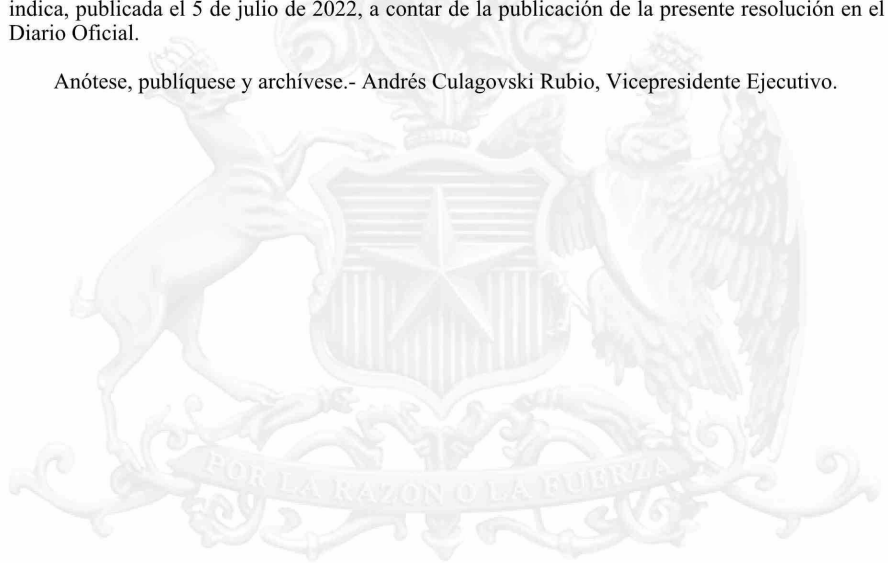 indica, publicada el 5 de julio de 2022, a contar de la publicación de la presente resolución en el
Diario Oficial.
Anótese, publíquese y archívese.- Andrés Culagovski Rubio, Vicepresidente Ejecutivo.
POR LA RAZÓN O LA FUERZA